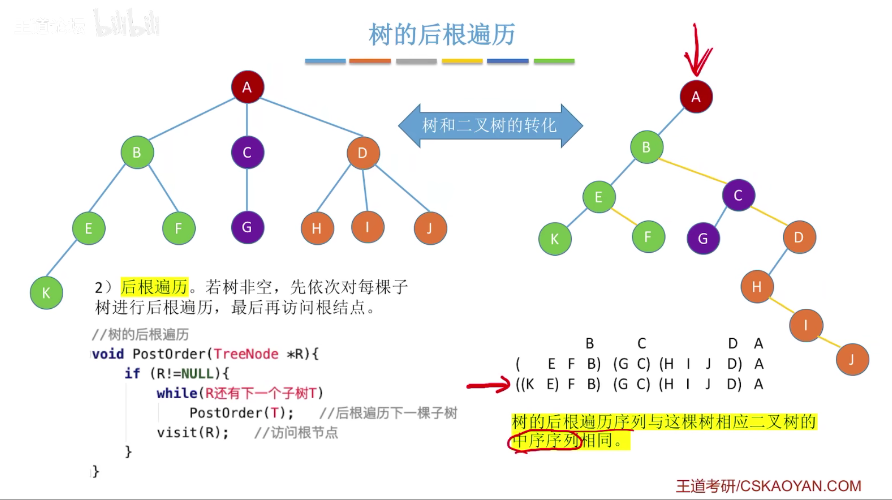 树的后根遍历
树和二叉树的转化
A
B
C
D
E
F
G
H
I
J
K
A
B
E
C
K
F
G
D
H
I
J
2）后根遍历。若树非空，先依次对每棵子
树进行后根遍历，最后再访问根结点。
//树的后根遍历
void PostOrder(TreeNode *R){
if (R!=NULL){
while(R还有下一个子树T)
PostOrder(T); //后根遍历下一棵子树
visit(R); //访问根节点
}
}
B C D A
( E F B) (G C) (H I J D) A
((K E) F B) (G C) (H I J D) A
树的后根遍历序列与这棵树相应二叉树的
中序序列相同。
王道考研/CSKAOYAN.COM